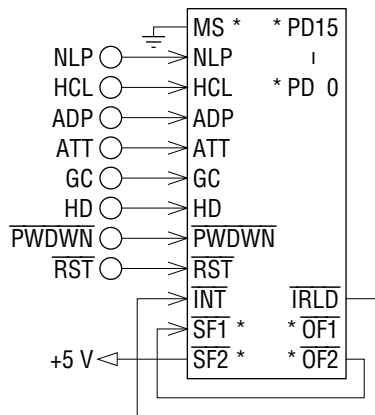 MS * * PD15
NLP NLP ı
HCL HCL * PD 0
ADP ADP
ATT ATT
GC GC
HD HD
PWDWN PWDWN
RST RST
INT IRLD
SF1 * * OF1
+5 V SF2 * * OF2